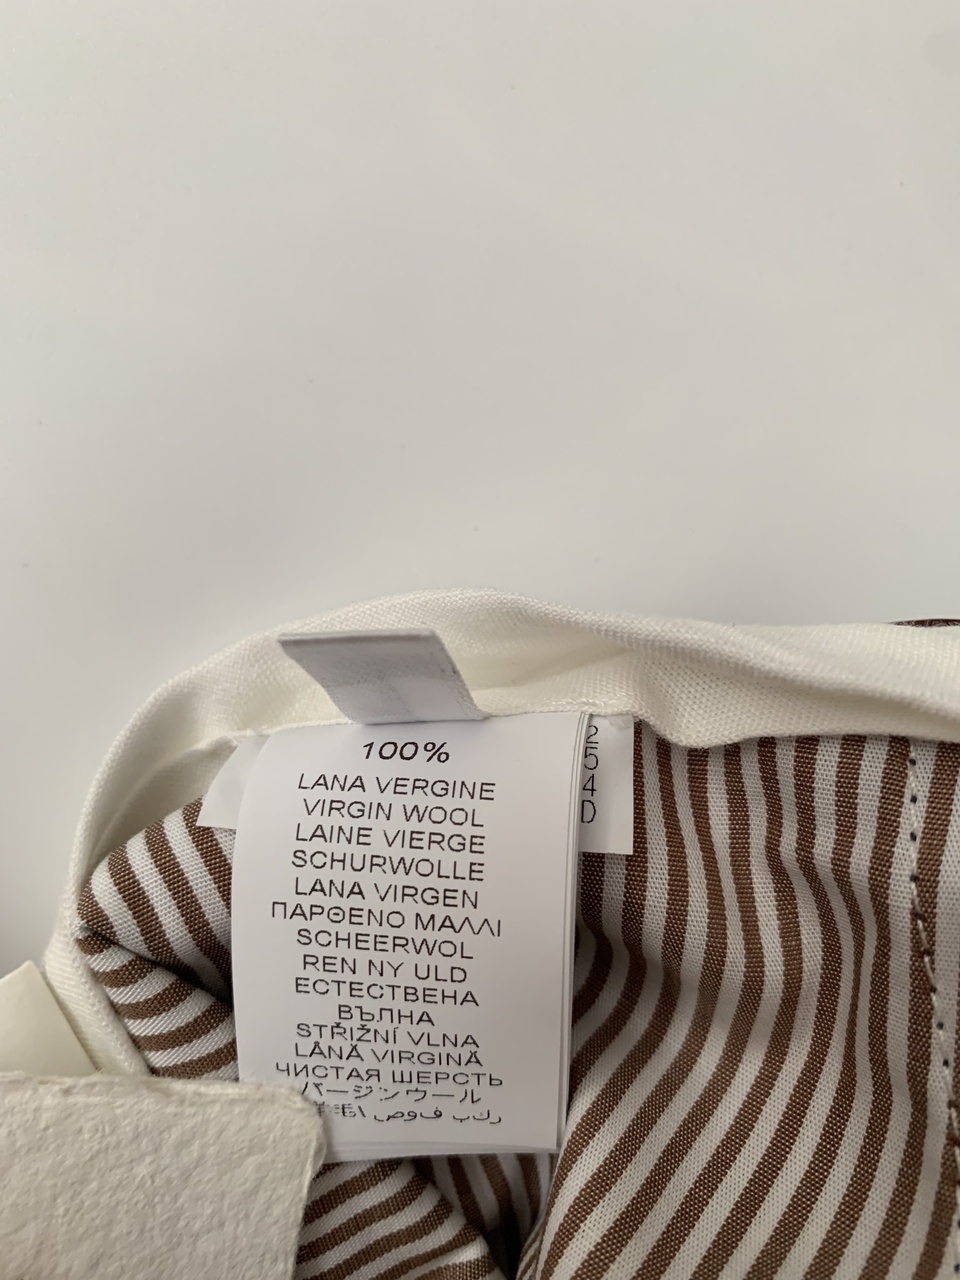 100%
LANA VERGINE
VIRGIN WOOL
LAINE VIERGE
SCHURWOLLE
LANA VIRGEN
ΠΑΡΘΕΝΟ ΜΑΛΛΙ
SCHEERWOL
REN NY ULD
ЕСТЕСТВЕНА
ВЪЛНА
STŘIŽNÍ VLNA
LÂNĂ VIRGINĂ
ЧИСТАЯ ШЕРСТЬ
バージンウール
2
5
4
D